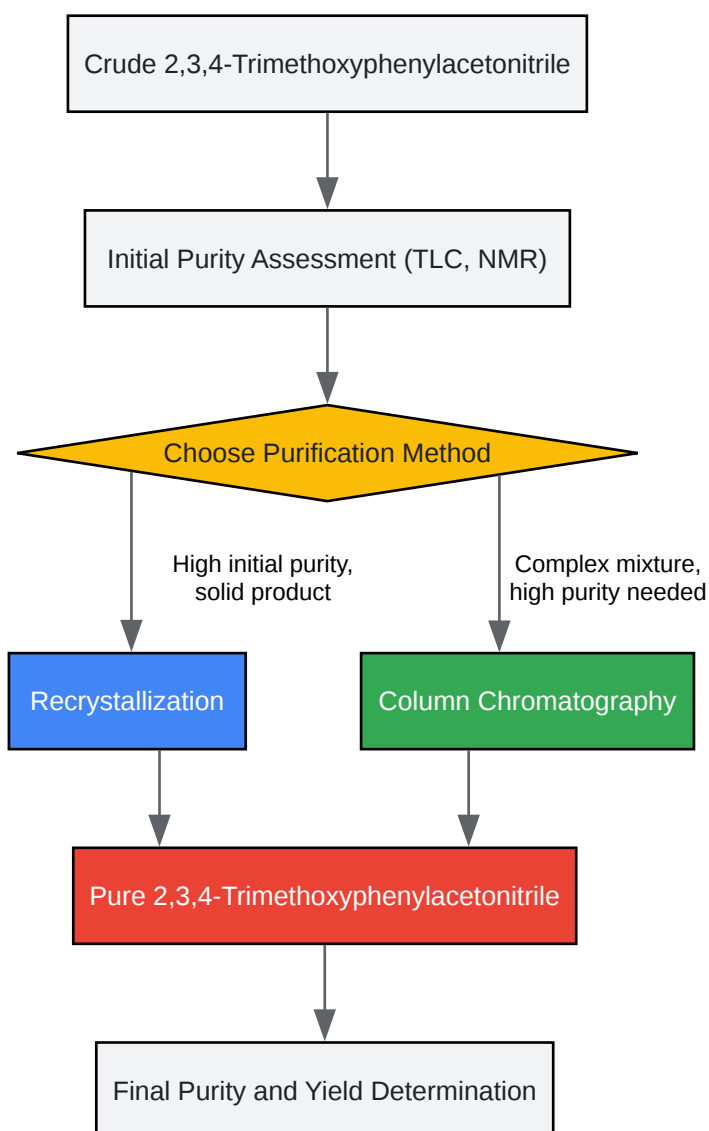 Crude 2,3,4-Trimethoxyphenylacetonitrile
Initial Purity Assessment (TLC, NMR)
Choose Purification Method
High initial purity,
solid product
Complex mixture,
high purity needed
Recrystallization
Column Chromatography
Pure 2,3,4-Trimethoxyphenylacetonitrile
Final Purity and Yield Determination